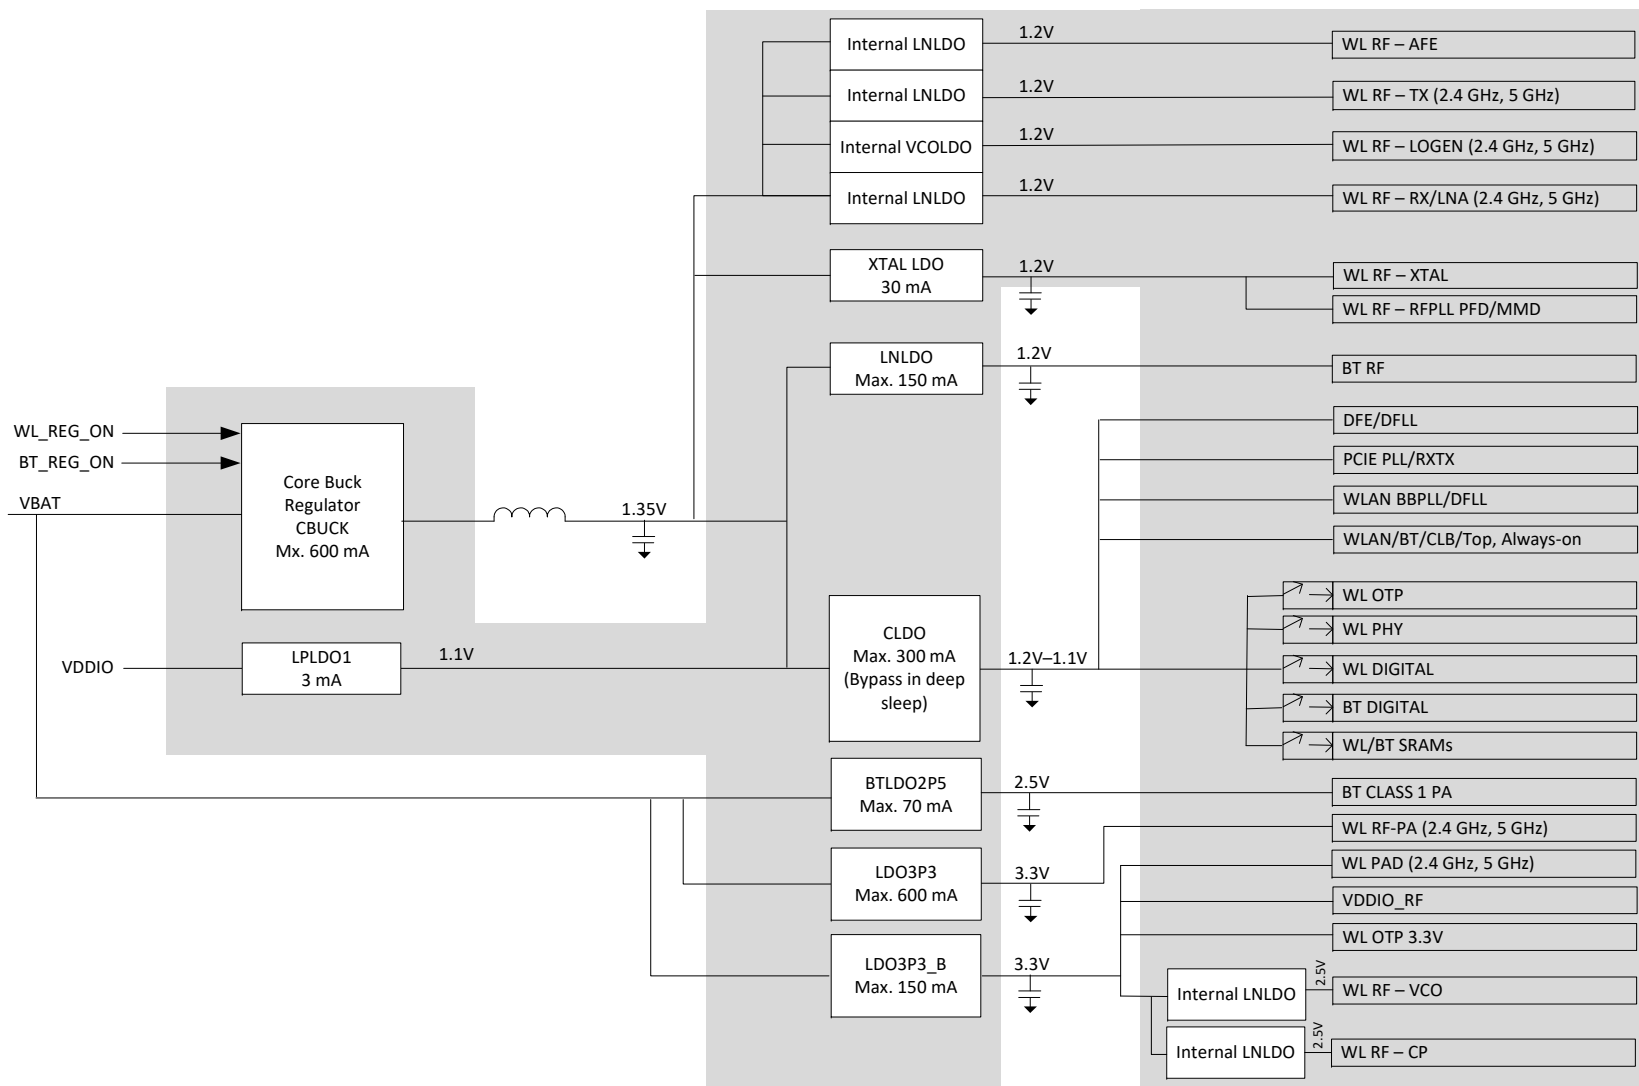 Internal LNLDO
1.2V
WL RF – AFE
Internal LNLDO
1.2V
WL RF – TX (2.4 GHz, 5 GHz)
Internal VCOLDO
1.2V
WL RF – LOGEN (2.4 GHz, 5 GHz)
Internal LNLDO
1.2V
WL RF – RX/LNA (2.4 GHz, 5 GHz)
XTAL LDO
30 mA
1.2V
WL RF – XTAL
WL RF – RFPLL PFD/MMD
LNLDO
Max. 150 mA
1.2V
BT RF
WL_REG_ON
BT_REG_ON
VBAT
Core Buck
Regulator
CBUCK
Mx. 600 mA
1.35V
DFE/DFLL
PCIE PLL/RXTX
WLAN BBPLL/DFLL
WLAN/BT/CLB/Top, Always-on
VDDIO
LPLDO1
3 mA
1.1V
CLDO
Max. 300 mA
(Bypass in deep
sleep)
1.2V–1.1V
WL OTP
WL PHY
WL DIGITAL
BT DIGITAL
WL/BT SRAMs
BTLDO2P5
Max. 70 mA
2.5V
BT CLASS 1 PA
LDO3P3
Max. 600 mA
3.3V
WL RF-PA (2.4 GHz, 5 GHz)
WL PAD (2.4 GHz, 5 GHz)
VDDIO_RF
WL OTP 3.3V
LDO3P3_B
Max. 150 mA
3.3V
Internal LNLDO
2.5V
WL RF – VCO
Internal LNLDO
2.5V
WL RF – CP